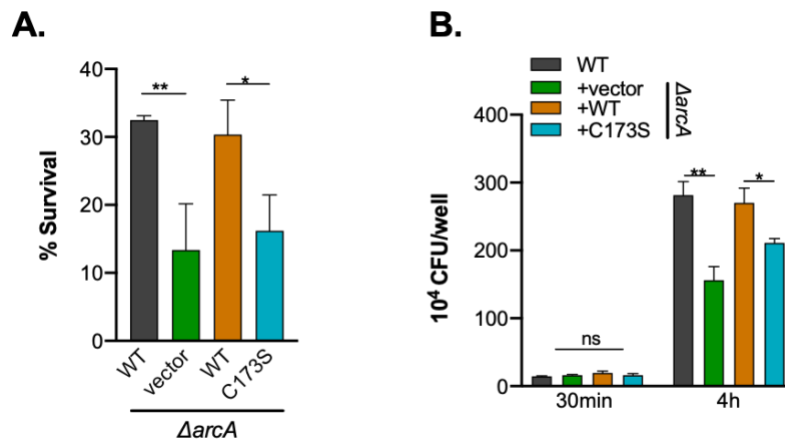 A.
% Survival
40
30
20
10
0
**
*
WT
vector
WT
C173S
ΔarcA
B.
WT
+vector
+WT
+C173S
ΔarcA
10⁴ CFU/well
400
300
200
100
0
ns
**
*
30min
4h